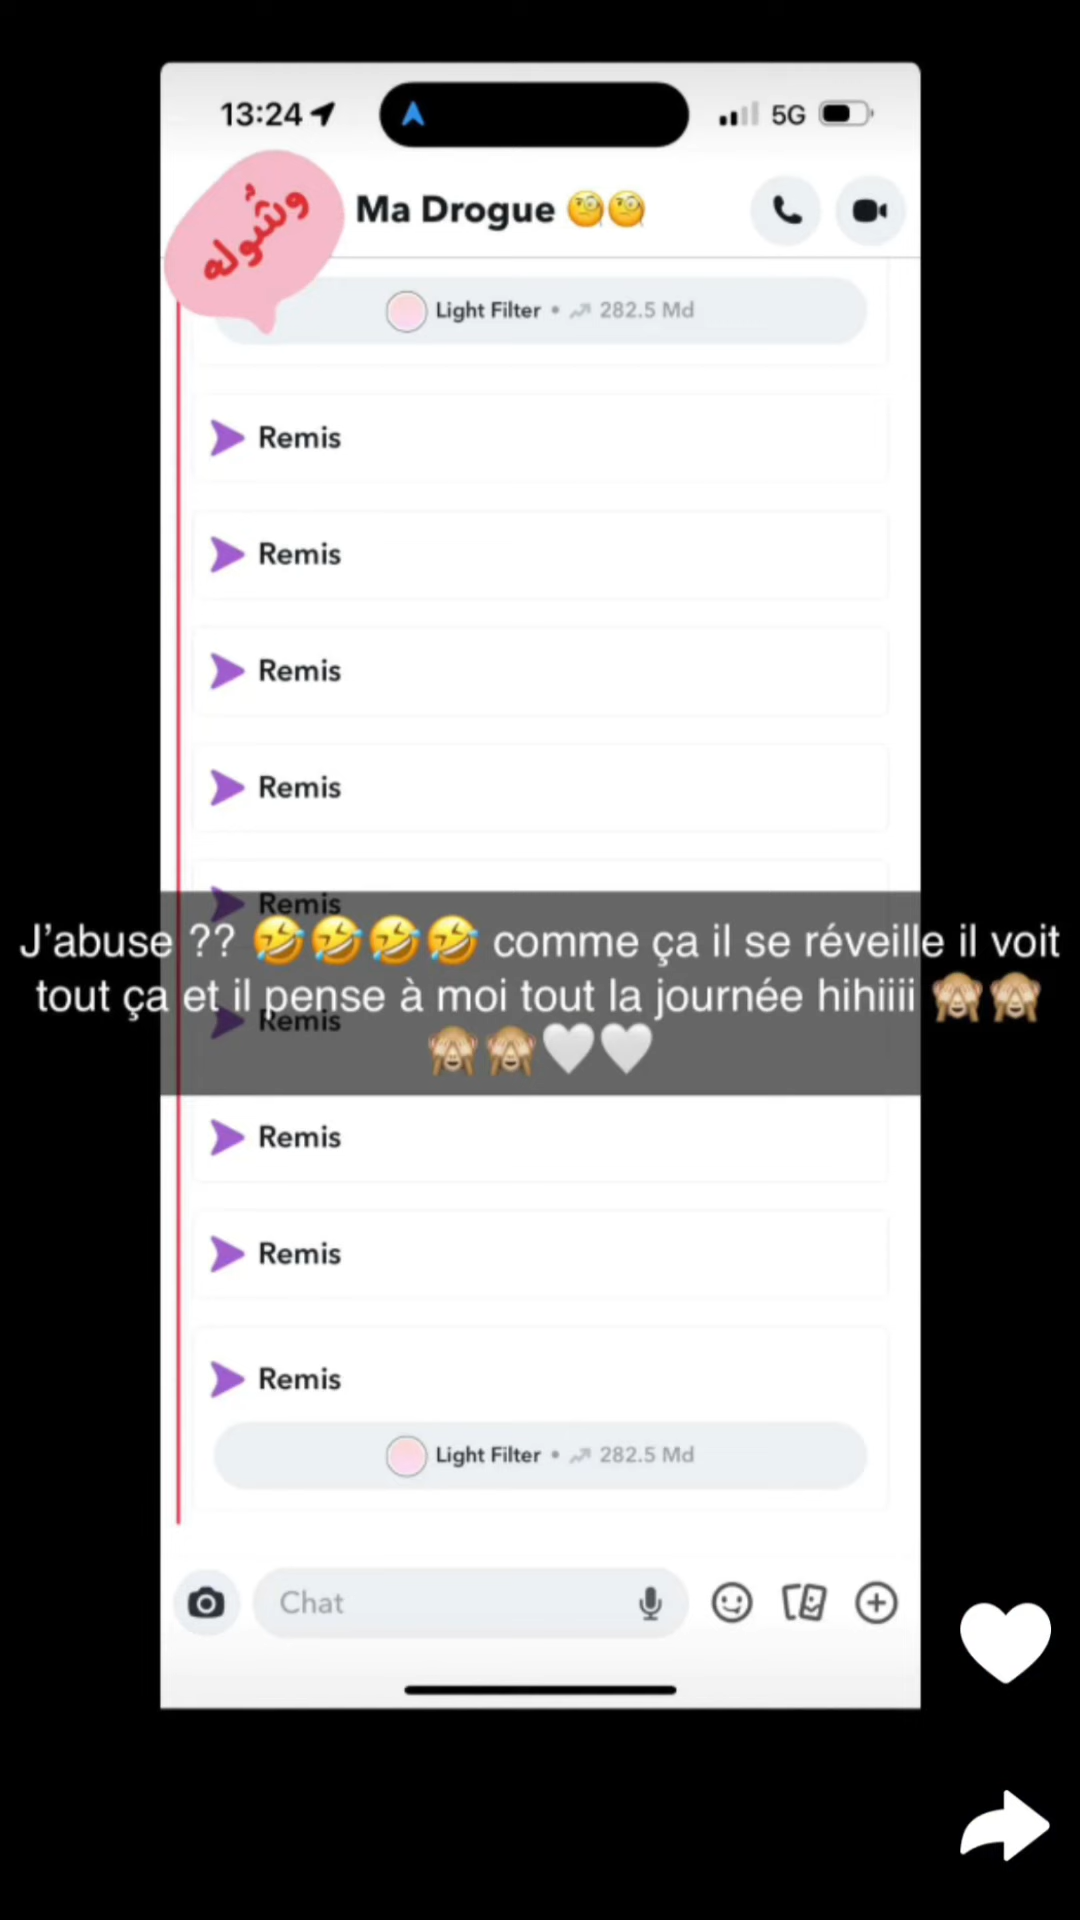 13:24
5G
وشوله
Ma Drogue 🧐🧐
Light Filter • 282.5 Md
Remis
Remis
Remis
Remis
Remis
J’abuse ?? 🤣🤣🤣🤣 comme ça il se réveille il voit
tout ça et il pense à moi tout la journée hihiiii 🙈🙈
🙈🙈🤍🤍
Remis
Remis
Remis
Remis
Light Filter • 282.5 Md
Chat